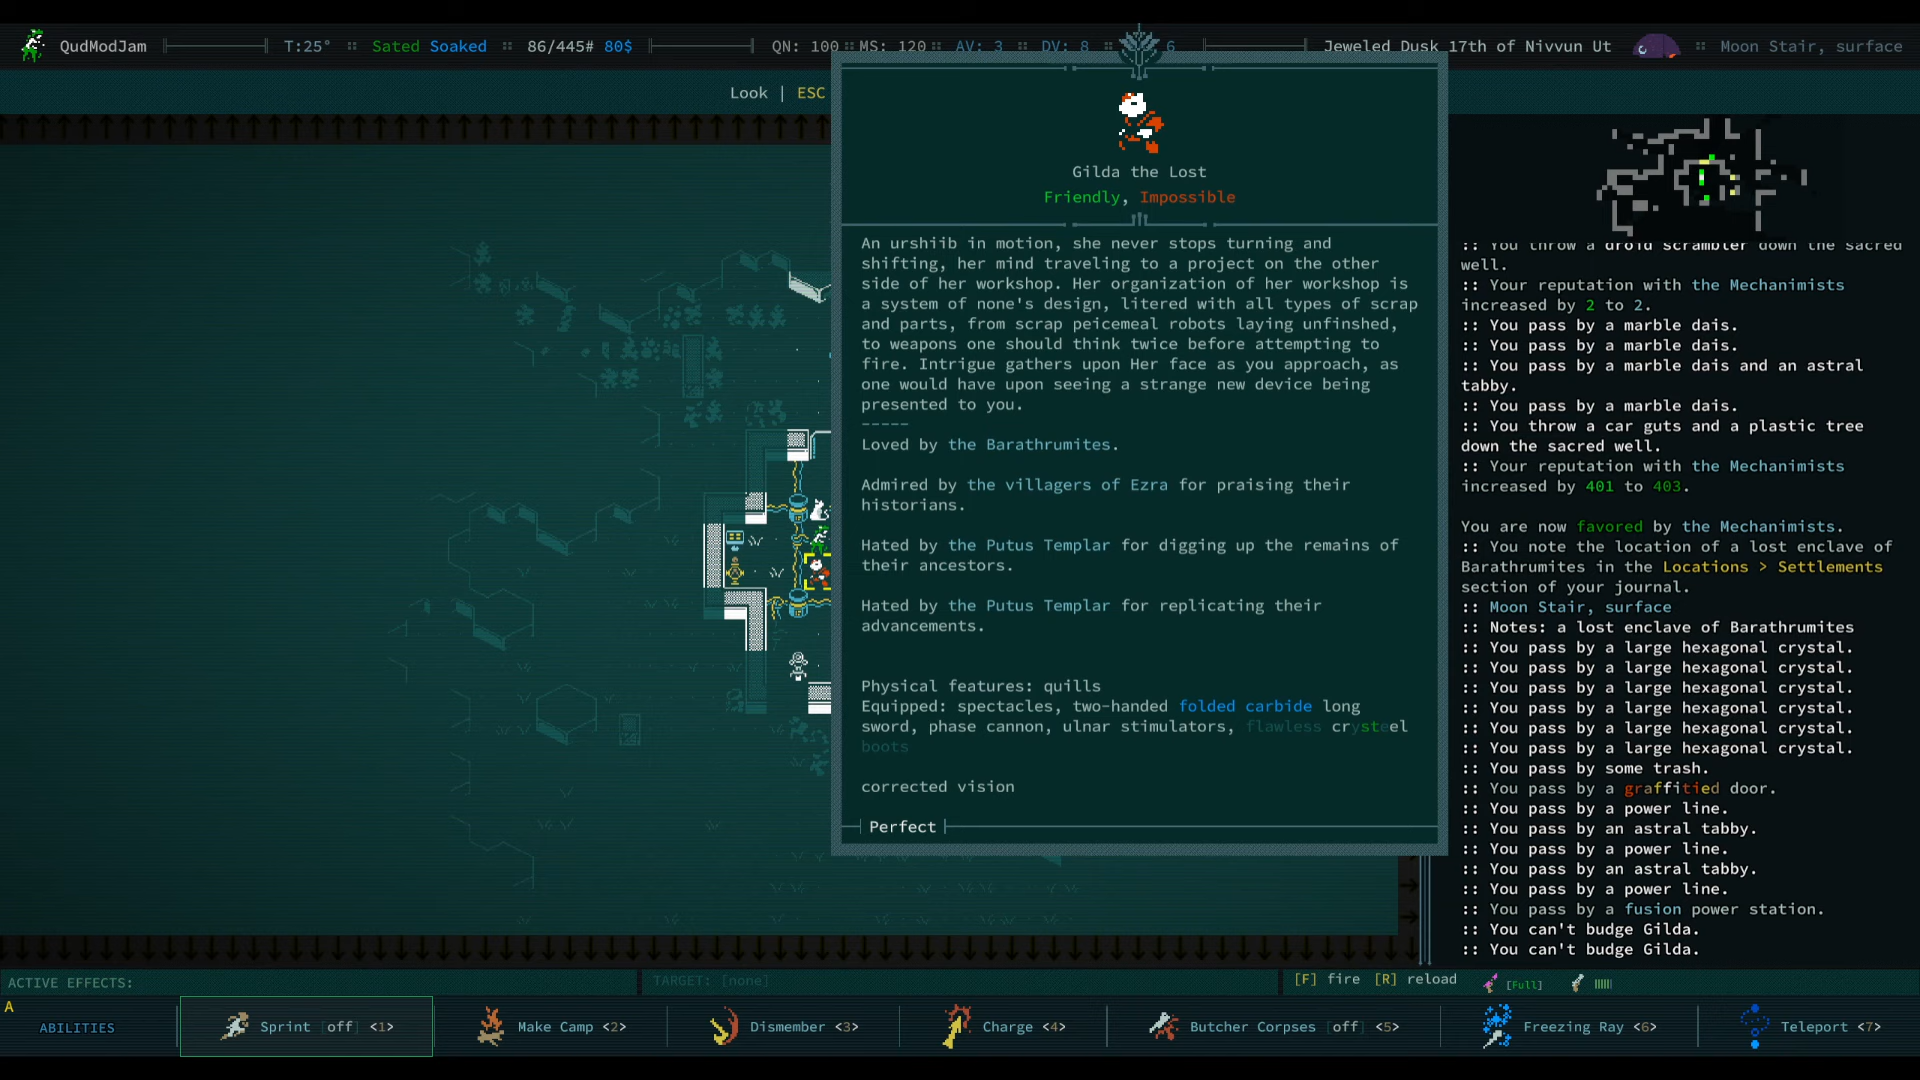 QudModJam T:25° :: Sated Soaked :: 86/445# 80$ QN: 100 :: MS: 120 :: AV: 3 :: DV: 8 :: 6 Jeweled Dusk 17th of Nivvun Ut :: Moon Stair, surface
Look | ESC
Gilda the Lost
Friendly, Impossible
An urshiib in motion, she never stops turning and
shifting, her mind traveling to a project on the other
side of her workshop. Her organization of her workshop is
a system of none's design, litered with all types of scrap
and parts, from scrap peicemeal robots laying unfinshed,
to weapons one should think twice before attempting to
fire. Intrigue gathers upon Her face as you approach, as
one would have upon seeing a strange new device being
presented to you.
-----
Loved by the Barathrumites.
Admired by the villagers of Ezra for praising their
historians.
Hated by the Putus Templar for digging up the remains of
their ancestors.
Hated by the Putus Templar for replicating their
advancements.
Physical features: quills
Equipped: spectacles, two-handed folded carbide long
sword, phase cannon, ulnar stimulators, flawless crysteel
boots
corrected vision
Perfect
:: You throw a droid scrambler down the sacred
well.
:: Your reputation with the Mechanimists
increased by 2 to 2.
:: You pass by a marble dais.
:: You pass by a marble dais.
:: You pass by a marble dais and an astral
tabby.
:: You pass by a marble dais.
:: You throw a car guts and a plastic tree
down the sacred well.
:: Your reputation with the Mechanimists
increased by 401 to 403.
You are now favored by the Mechanimists.
:: You note the location of a lost enclave of
Barathrumites in the Locations > Settlements
section of your journal.
:: Moon Stair, surface
:: Notes: a lost enclave of Barathrumites
:: You pass by a large hexagonal crystal.
:: You pass by a large hexagonal crystal.
:: You pass by a large hexagonal crystal.
:: You pass by a large hexagonal crystal.
:: You pass by a large hexagonal crystal.
:: You pass by a large hexagonal crystal.
:: You pass by some trash.
:: You pass by a graffitied door.
:: You pass by a power line.
:: You pass by an astral tabby.
:: You pass by a power line.
:: You pass by an astral tabby.
:: You pass by a power line.
:: You pass by a fusion power station.
:: You can't budge Gilda.
:: You can't budge Gilda.
ACTIVE EFFECTS: TARGET: [none] [F] fire [R] reload [Full]
A
ABILITIES Sprint [off] <1> Make Camp <2> Dismember <3> Charge <4> Butcher Corpses [off] <5> Freezing Ray <6> Teleport <7>